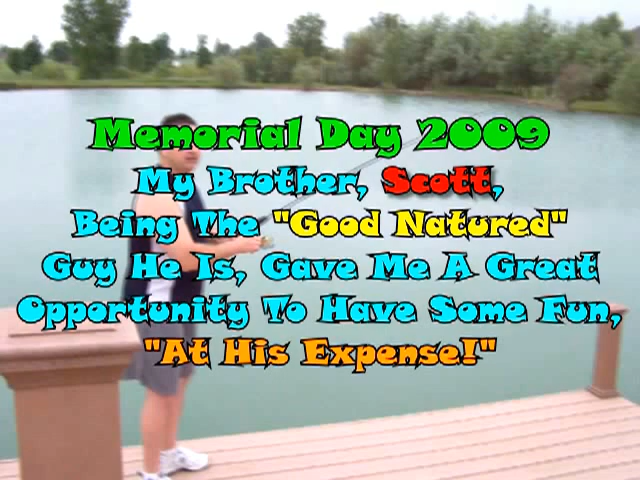 Memorial Day 2009
My Brother, Scott,
Being The "Good Natured"
Guy He Is, Gave Me A Great
Opportunity To Have Some Fun,
"At His Expense!"